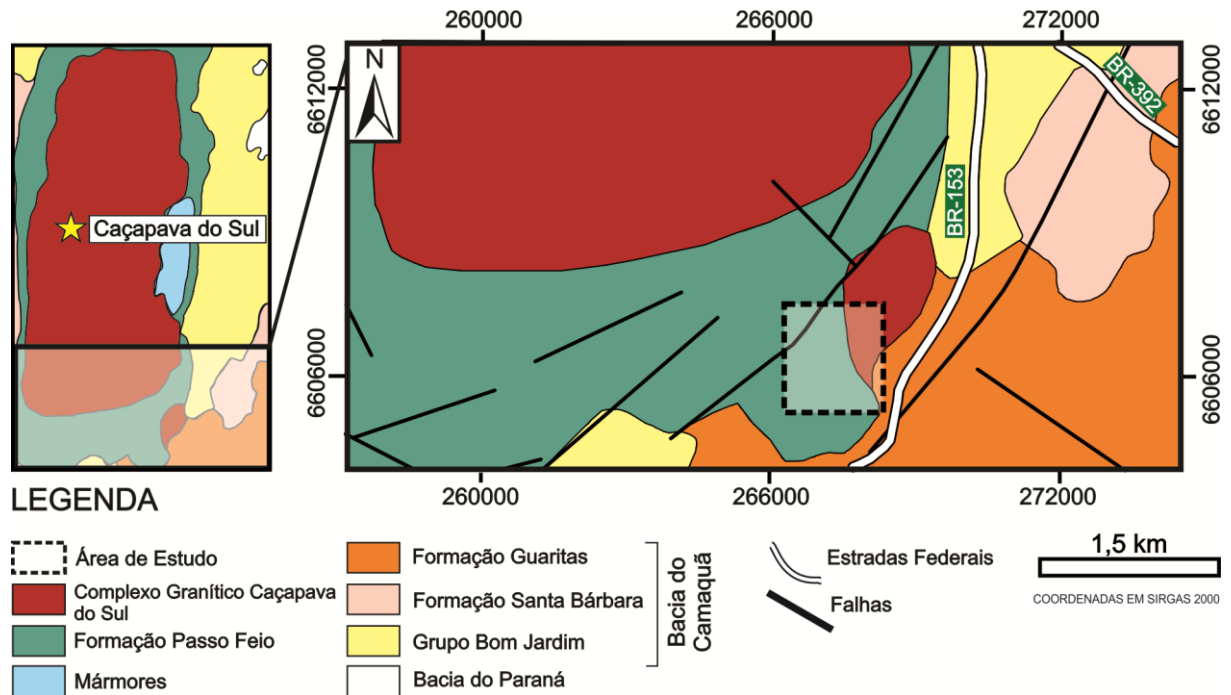 260000
266000
272000
6612000
6612000
N
BR-392
BR-153
Caçapava do Sul
6606000
6606000
260000
266000
272000
LEGENDA
Área de Estudo
Complexo Granítico Caçapava
do Sul
Formação Passo Feio
Mármores
Formação Guaritas
Formação Santa Bárbara
Grupo Bom Jardim
Bacia do Paraná
Bacia do
Camaquã
Estradas Federais
Falhas
1,5 km
COORDENADAS EM SIRGAS 2000